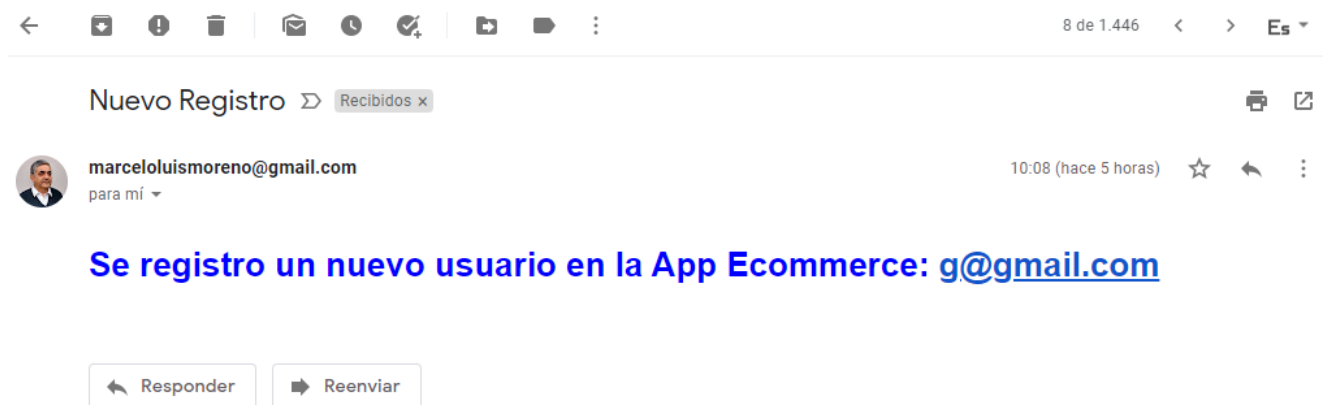 8 de 1.446
Es
Nuevo Registro
Recibidos x
marceloluismoreno@gmail.com
10:08 (hace 5 horas)
para mí
Se registro un nuevo usuario en la App Ecommerce: g@gmail.com
Responder
Reenviar